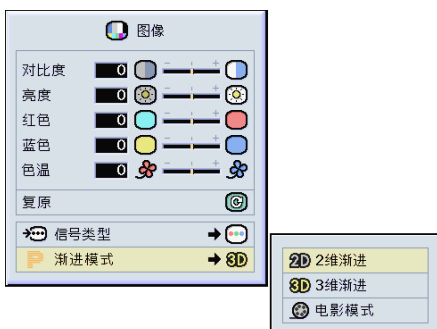 图像
对比度 0
亮度 0
红色 0
蓝色 0
色温 0
复原
信号类型
P 渐进模式 3D
2D 2维渐进
3D 3维渐进
电影模式